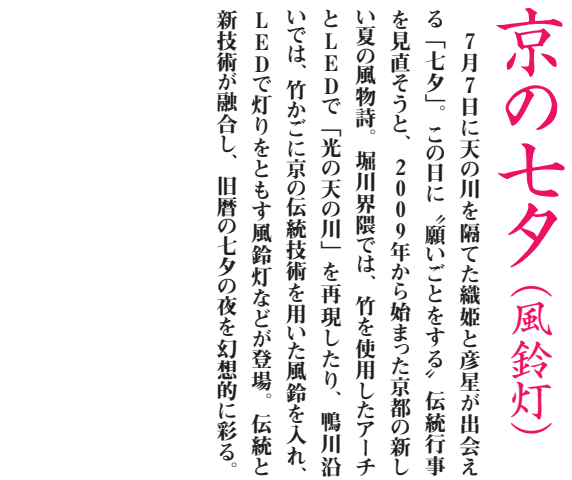 京の七夕（風鈴灯）
７月７日に天の川を隔てた織姫と彦星が出会え
る「七夕」。この日に〝願いごとをする〟伝統行事
を見直そうと、２００９年から始まった京都の新し
い夏の風物詩。堀川界隈では、竹を使用したアーチ
とＬＥＤで「光の天の川」を再現したり、鴨川沿
いでは、竹かごに京の伝統技術を用いた風鈴を入れ、
ＬＥＤで灯りをともす風鈴灯などが登場。伝統と
新技術が融合し、旧暦の七夕の夜を幻想的に彩る。